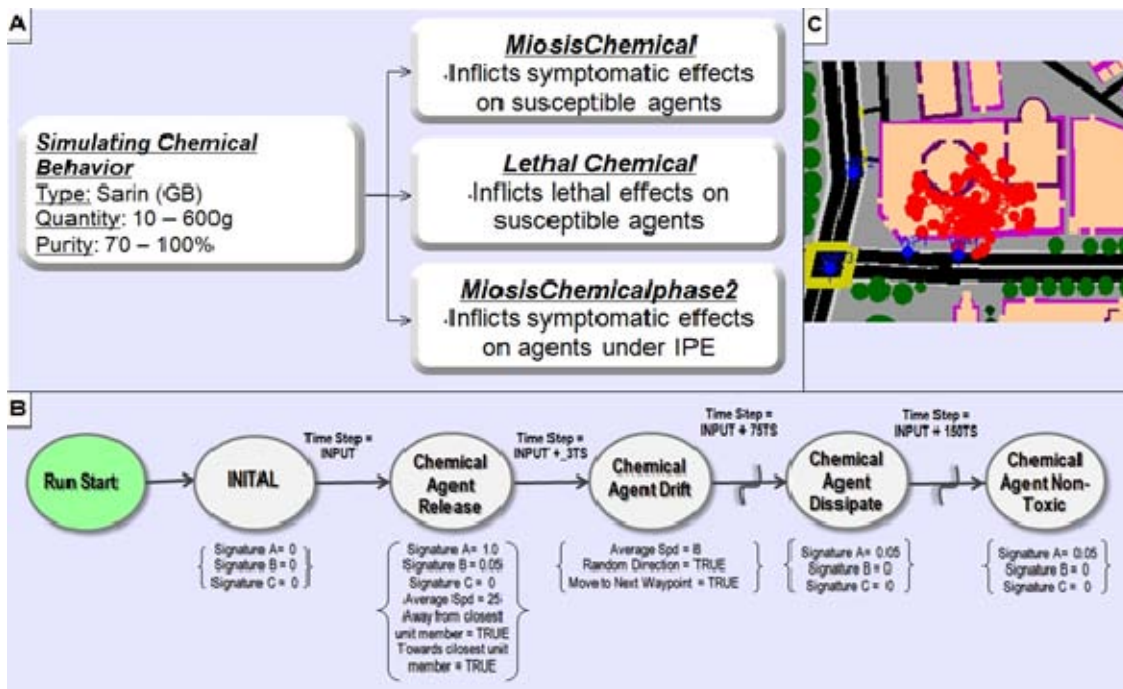 A
Simulating Chemical
Behavior
Type: Sarin (GB)
Quantity: 10 – 600g
Purity: 70 – 100%
MiosisChemical
.Inflicts symptomatic effects
on susceptible agents
Lethal Chemical
.Inflicts lethal effects on
susceptible agents
MiosisChemicalphase2
.Inflicts symptomatic effects
on agents under IPE
C
B
Run Start
INITAL
Signature A= 0
Signature B = 0
Signature C = 0
Time Step =
INPUT
Chemical
Agent
Release
Signature A= 1.0
Signature B = 0.05
Signature C = 0
Average Spd = 25
Away from closest
unit member = TRUE
Towards closest unit
member = TRUE
Time Step =
INPUT + 3TS
Chemical
Agent Drift
Average Spd = 8
Random Direction = TRUE
Move to Next Waypoint = TRUE
Time Step =
INPUT + 75TS
Chemical
Agent
Dissipate
Signature A= 0.05
Signature B = 0
Signature C = 0
Time Step =
INPUT + 150TS
Chemical
Agent Non-
Toxic
Signature A= 0.05
Signature B = 0
Signature C = 0